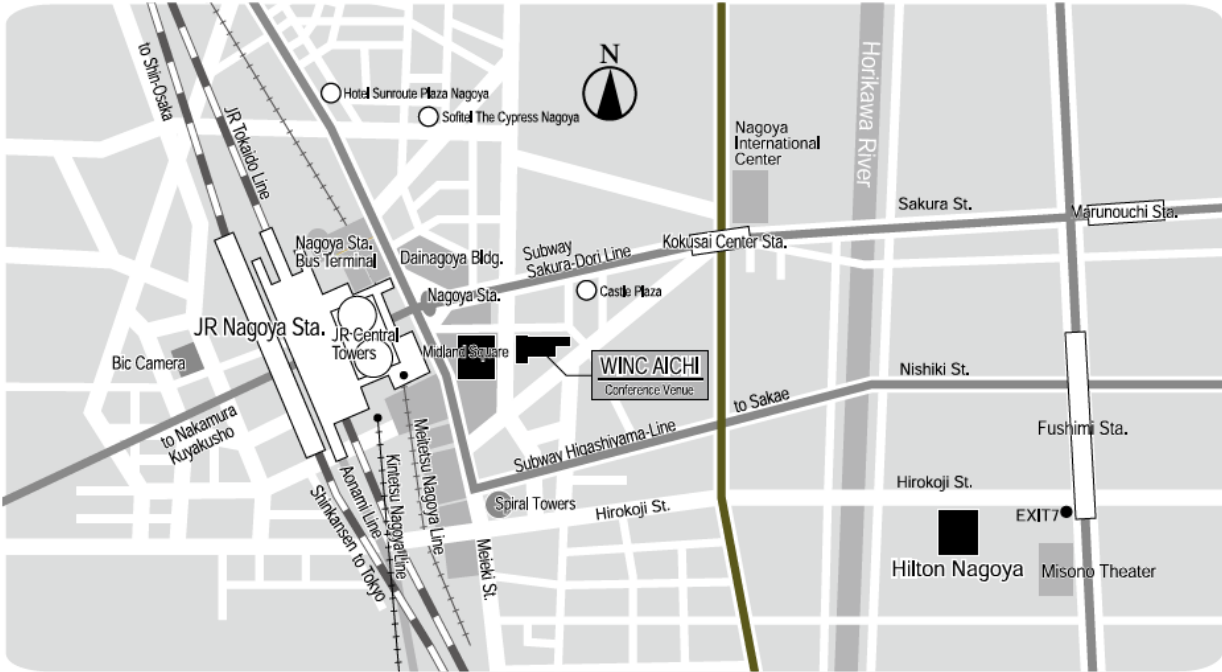 N
to Shin-Osaka
JR Tokaido Line
Hotel Sunroute Plaza Nagoya
Sofitel The Cypress Nagoya
Nagoya
International
Center
Horikawa River
Sakura St.
Marunouchi Sta.
Nagoya Sta.
Bus Terminal
Dainagoya Bldg.
Subway
Sakura-Dori Line
Kokusai Center Sta.
Nagoya Sta.
Castle Plaza
JR Nagoya Sta.
JR Central
Towers
Midland Square
WINC AICHI
Conference Venue
Bic Camera
Nishiki St.
to Sakae
to Nakamura
Kuyakusho
Subway Higashiyama-Line
Fushimi Sta.
Meitetsu Nagoya Line
Kintetsu Nagoya Line
Aonami Line
Shinkansen to Tokyo
Spiral Towers
Hirokoji St.
Hirokoji St.
Meieki St.
EXIT7
Hilton Nagoya
Misono Theater